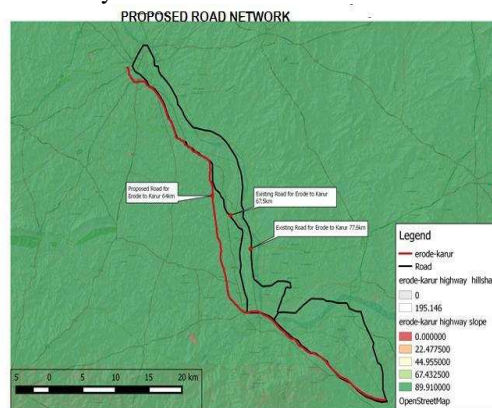 PROPOSED ROAD NETWORK
Proposed Road for
Erode to Karur 64km
Existing Road for Erode to Karur
67.5km
Existing Road for Erode to Karur 77.6km
Legend
erode-karur
Road
erode-karur highway hillsha
0
195.146
erode-karur highway slope
0.000000
22.477500
44.955000
67.432500
89.910000
OpenStreetMap
5 0 5 10 15 20 km